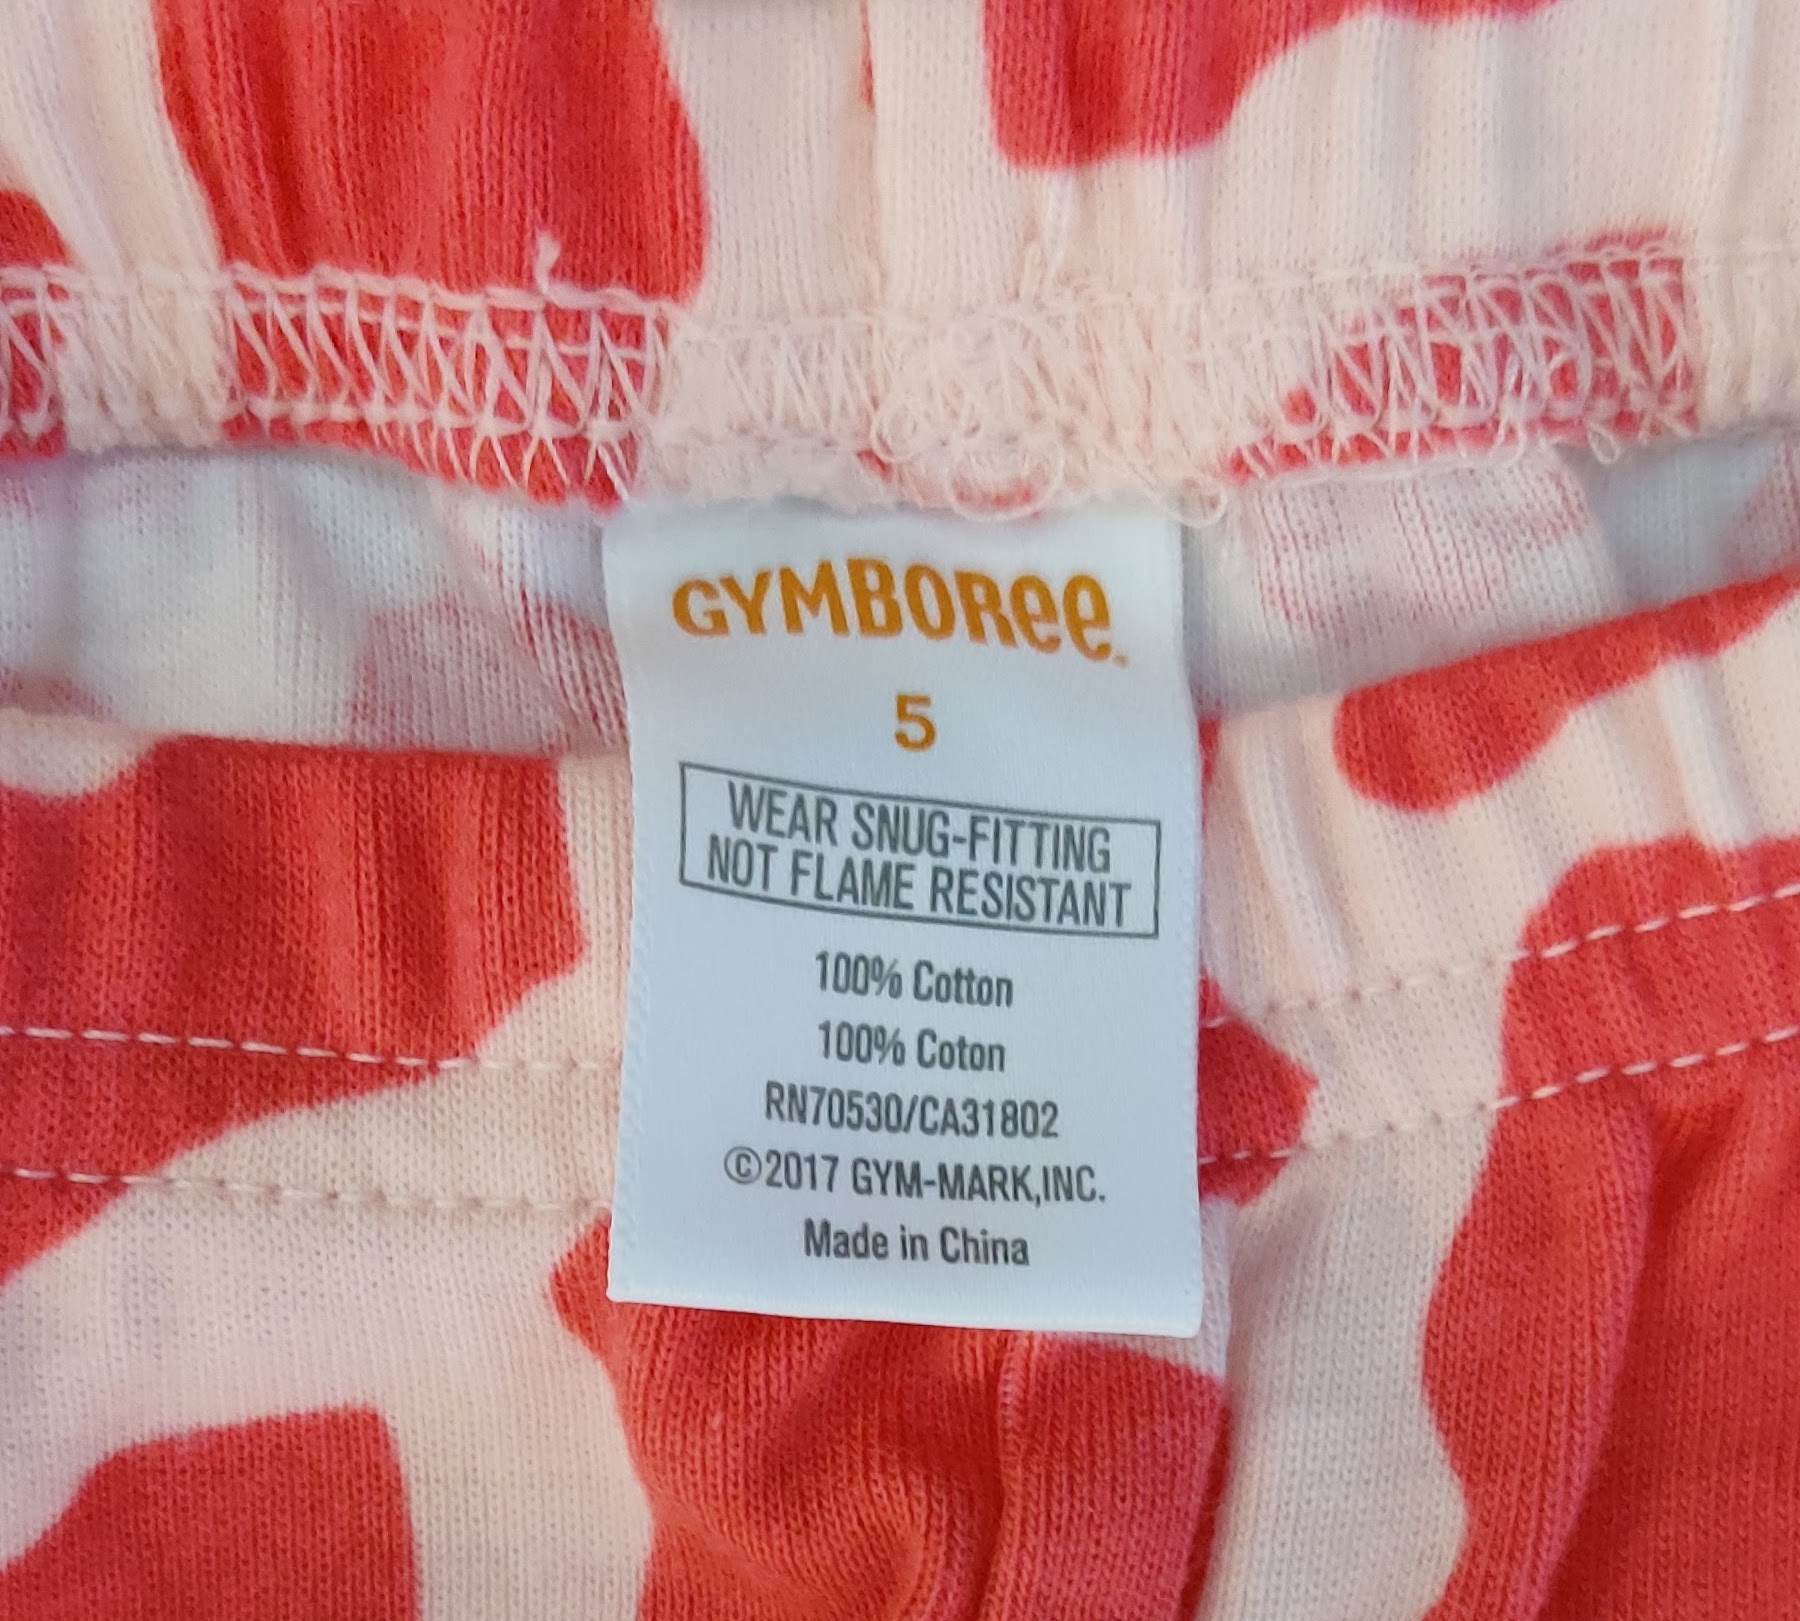 GYMBOREE
5
WEAR SNUG-FITTING
NOT FLAME RESISTANT
100% Cotton
100% Coton
RN70530/CA31802
©2017 GYM-MARK,INC.
Made in China